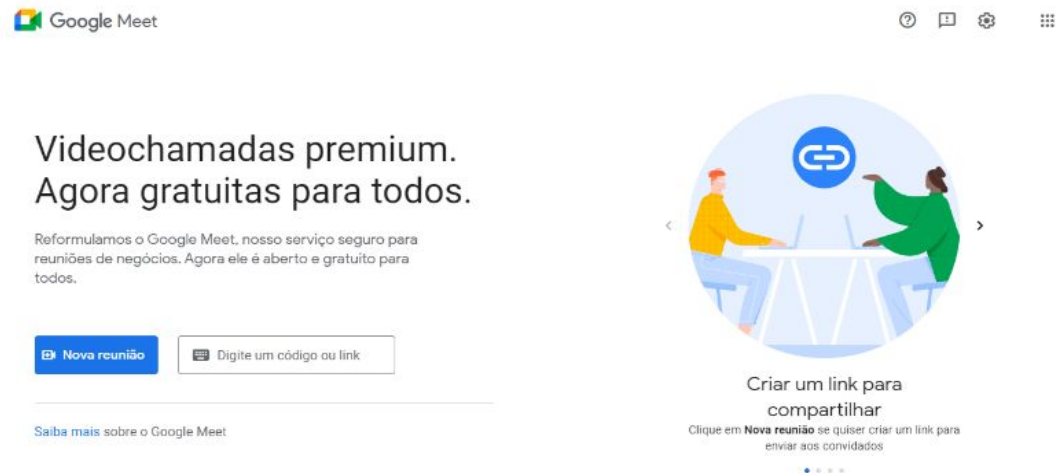 Google Meet
Videochamadas premium.
Agora gratuitas para todos.
Reformulamos o Google Meet, nosso serviço seguro para
reuniões de negócios. Agora ele é aberto e gratuito para
todos.
Nova reunião
Digite um código ou link
Saiba mais sobre o Google Meet
Criar um link para
compartilhar
Clique em Nova reunião se quiser criar um link para
enviar aos convidados